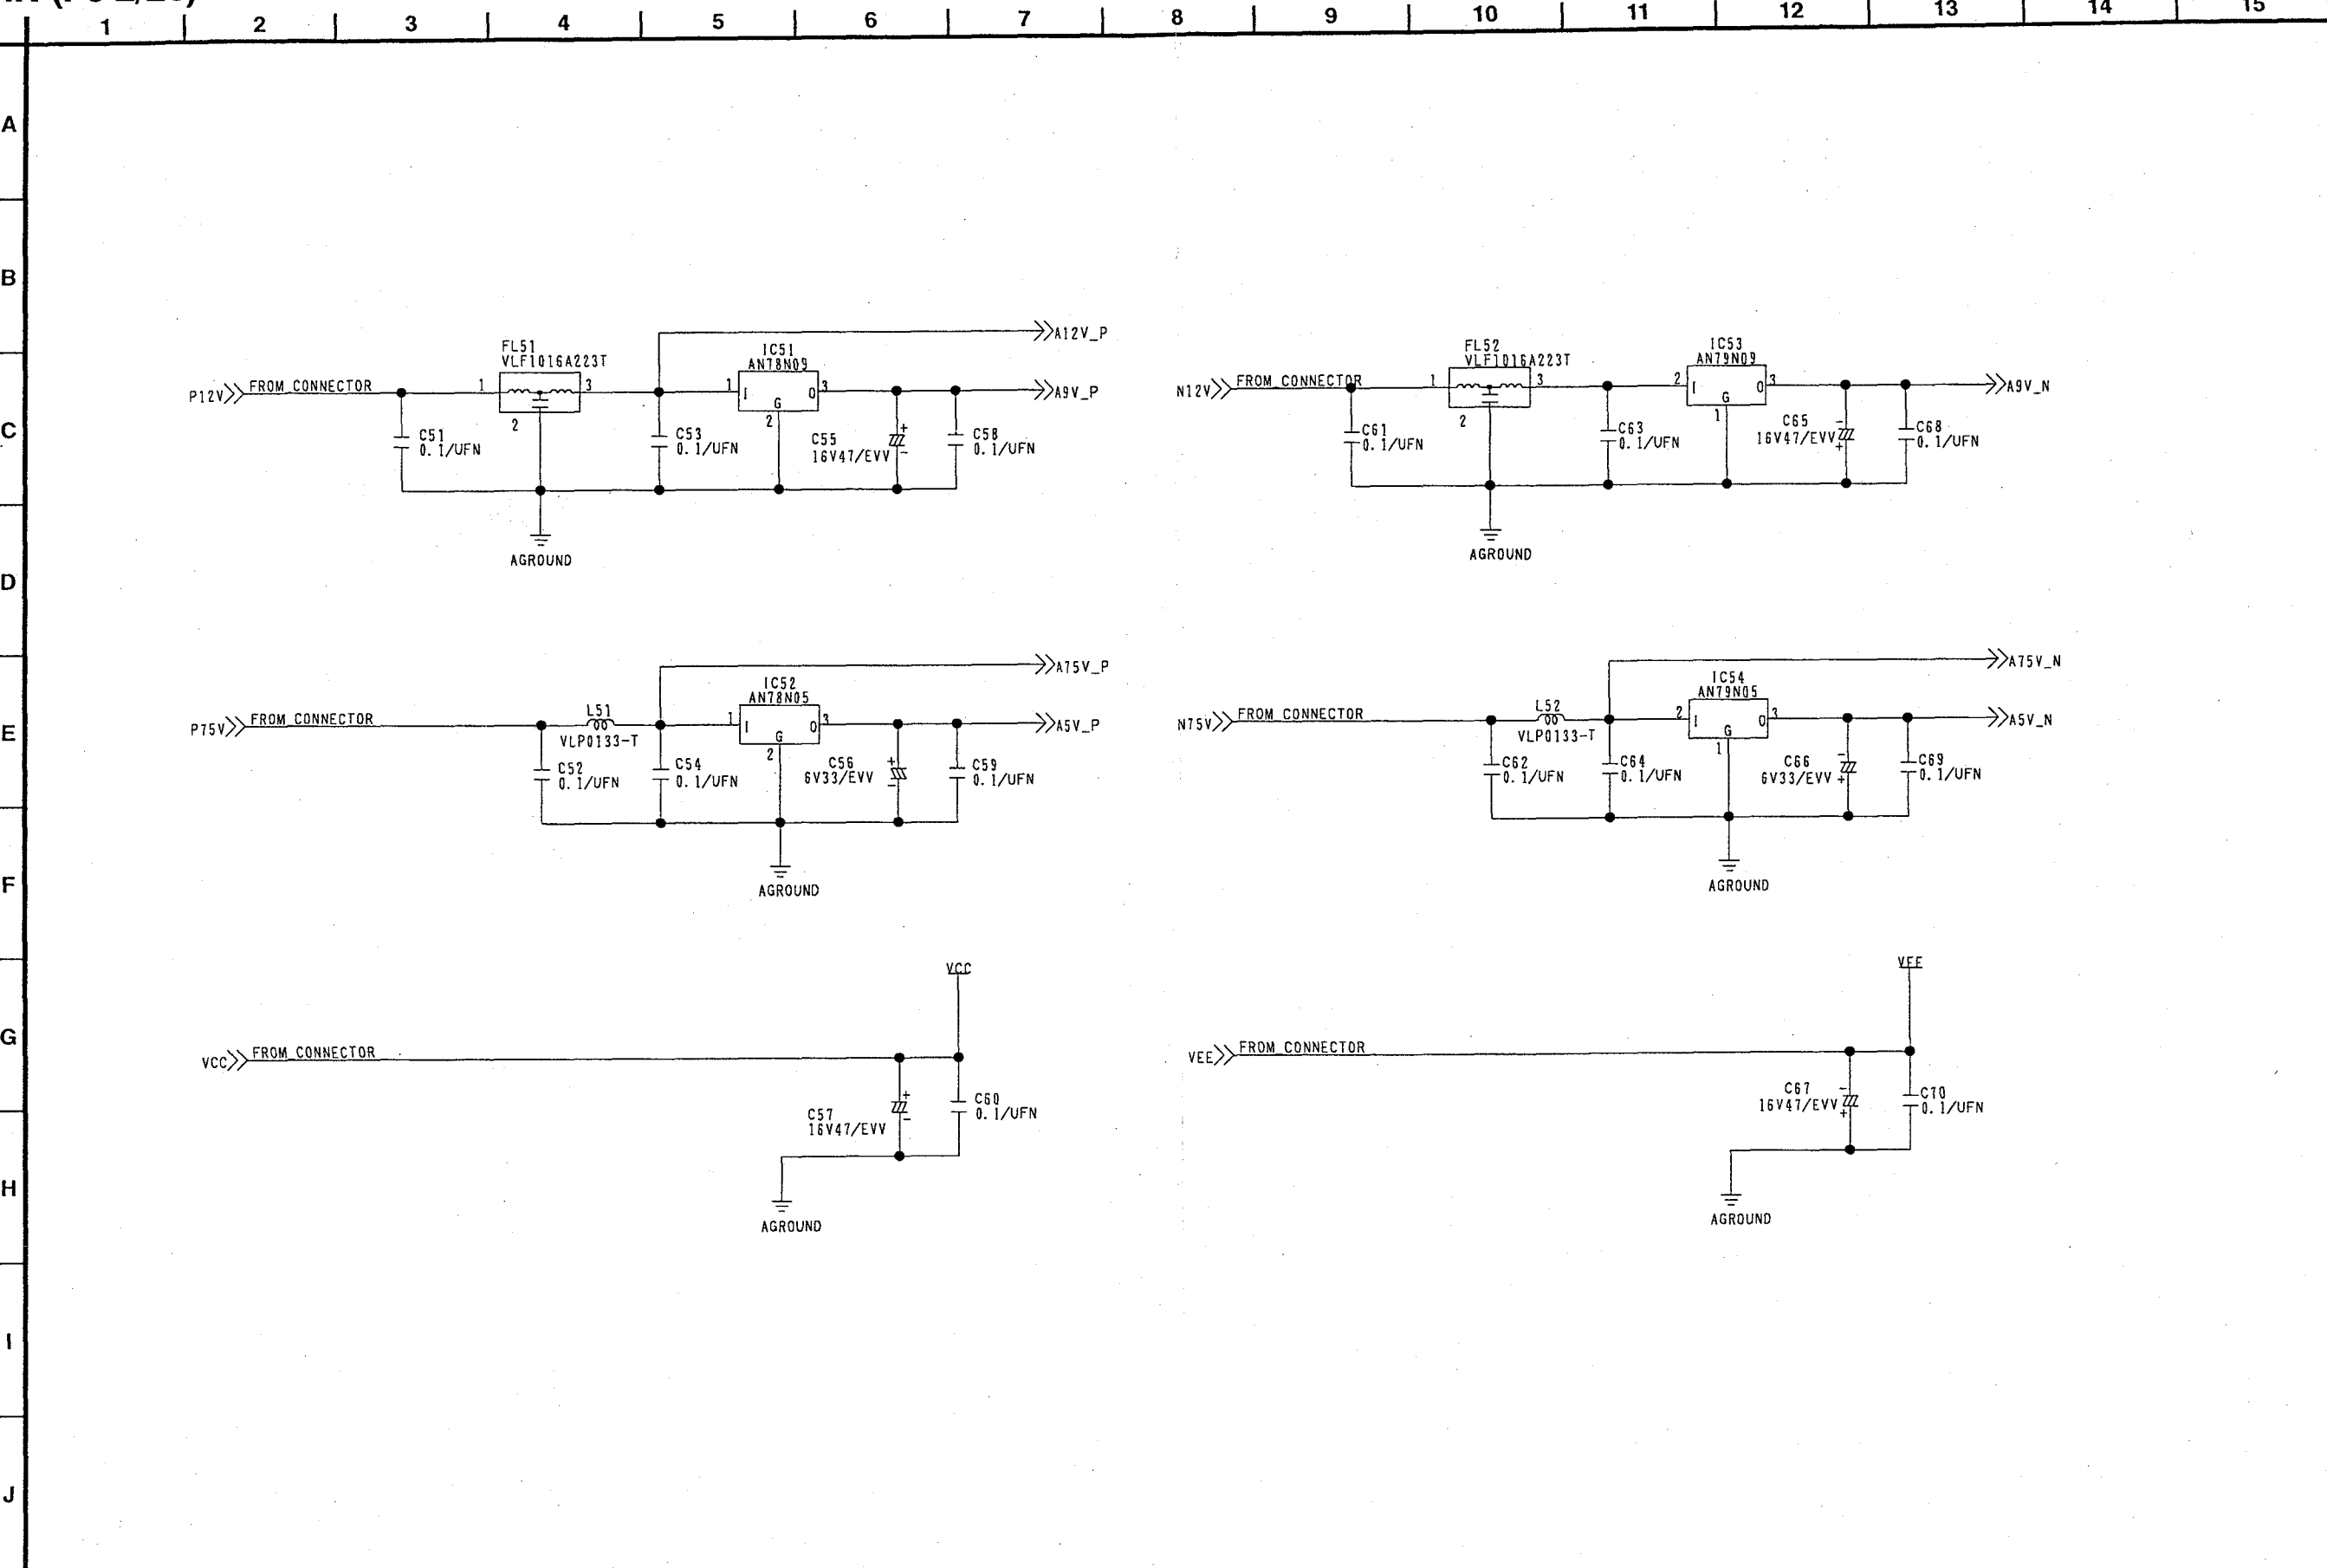 1 2 3 4 5 6 7 8 9 10 11 12 13 14 15
A
B
C
D
E
F
G
H
I
J
A12V_P
FL51
VLF1016A223T
IC51
AN78N09
P12V FROM CONNECTOR
1 3
2
1 I O 3
G
2
A9V_P
C51
0.1/UFN
C53
0.1/UFN
C55
16V47/EVV
+
-
C58
0.1/UFN
AGROUND
FL52
VLF1016A223T
IC53
AN79N09
N12V FROM CONNECTOR
1 3
2
2 I O 3
G
1
A9V_N
C61
0.1/UFN
C63
0.1/UFN
C65
16V47/EVV
-
+
C68
0.1/UFN
AGROUND
A75V_P
IC52
AN78N05
P75V FROM CONNECTOR
L51
VLP0133-T
1 I O 3
G
2
A5V_P
C52
0.1/UFN
C54
0.1/UFN
C56
6V33/EVV
+
-
C59
0.1/UFN
AGROUND
A75V_N
IC54
AN79N05
N75V FROM CONNECTOR
L52
VLP0133-T
2 I O 3
G
1
A5V_N
C62
0.1/UFN
C64
0.1/UFN
C66
6V33/EVV
-
+
C69
0.1/UFN
AGROUND
VCC
VCC FROM CONNECTOR
C57
16V47/EVV
+
-
C60
0.1/UFN
AGROUND
VEE
VEE FROM CONNECTOR
C67
16V47/EVV
-
+
C70
0.1/UFN
AGROUND